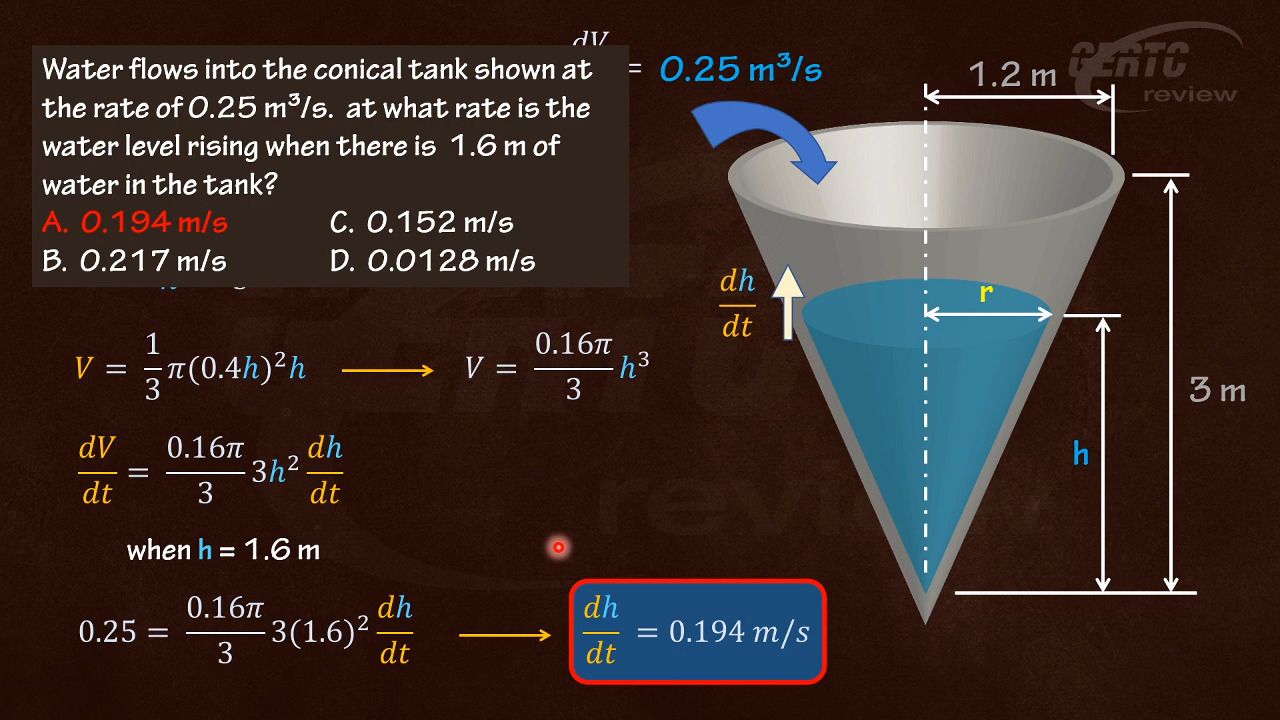 Water flows into the conical tank shown at
the rate of 0.25 m³/s. at what rate is the
water level rising when there is 1.6 m of
water in the tank?
A. 0.194 m/s C. 0.152 m/s
B. 0.217 m/s D. 0.0128 m/s
dV
= 0.25 m³/s
1.2 m
GERTC
review
dh/dt
r
h
3 m
V = 1/3 π(0.4h)²h ⟶ V = 0.16π/3 h³
dV/dt = 0.16π/3 3h² dh/dt
when h = 1.6 m
0.25 = 0.16π/3 3(1.6)² dh/dt ⟶ dh/dt = 0.194 m/s
review